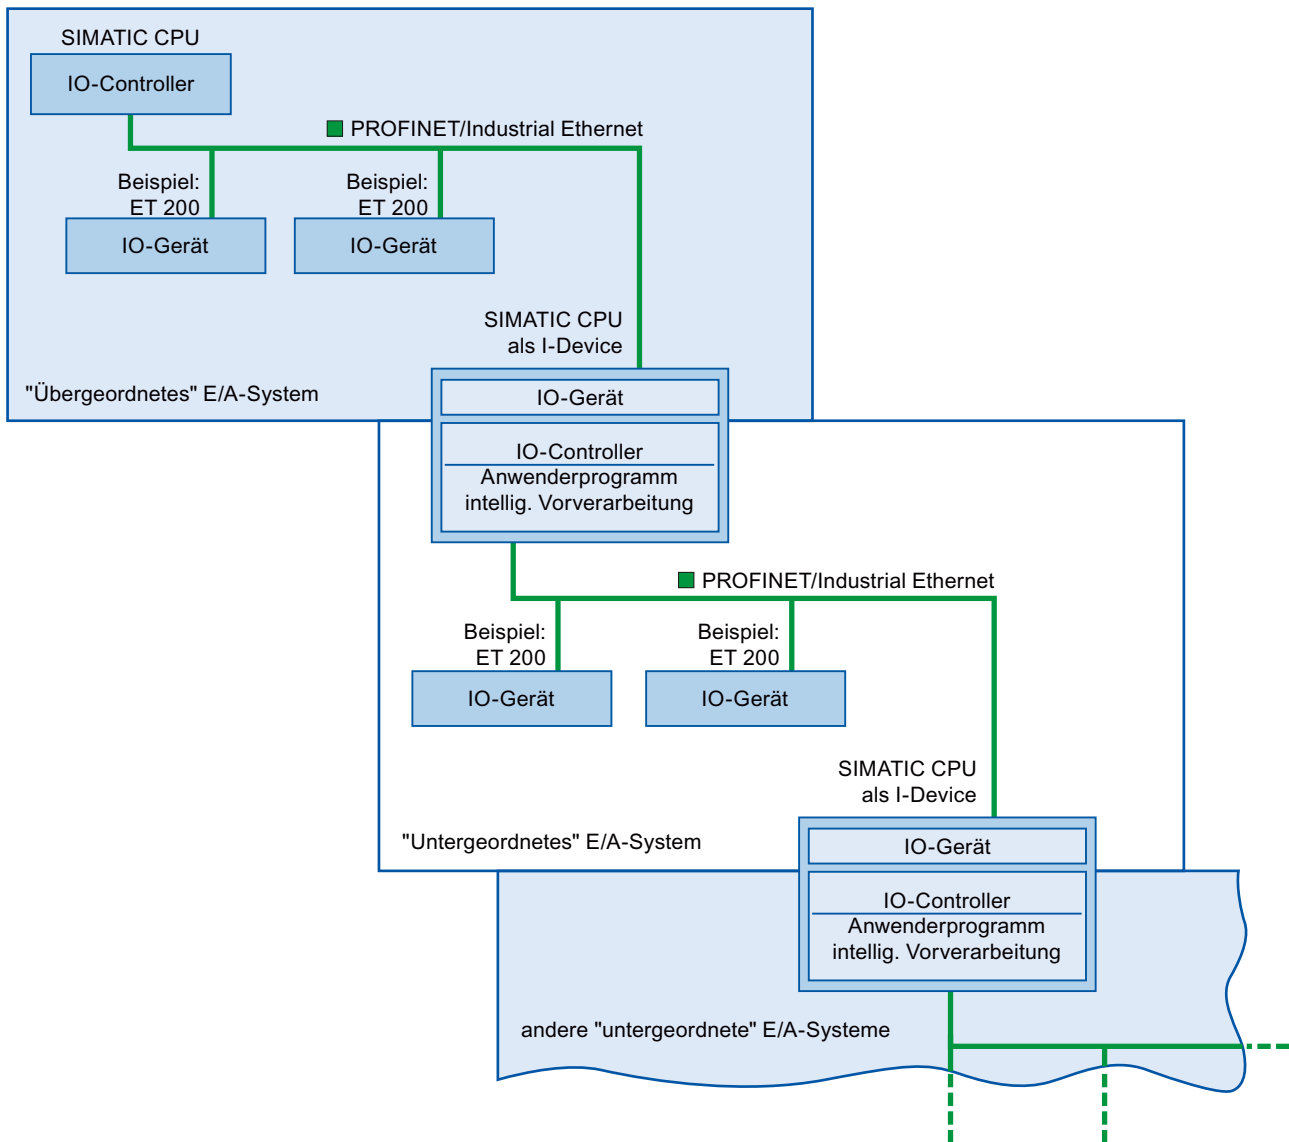 SIMATIC CPU
IO-Controller
PROFINET/Industrial Ethernet
Beispiel:
ET 200
IO-Gerät
Beispiel:
ET 200
IO-Gerät
SIMATIC CPU
als I-Device
"Übergeordnetes" E/A-System
IO-Gerät
IO-Controller
Anwenderprogramm
intellig. Vorverarbeitung
PROFINET/Industrial Ethernet
Beispiel:
ET 200
IO-Gerät
Beispiel:
ET 200
IO-Gerät
SIMATIC CPU
als I-Device
"Untergeordnetes" E/A-System
IO-Gerät
IO-Controller
Anwenderprogramm
intellig. Vorverarbeitung
andere "untergeordnete" E/A-Systeme